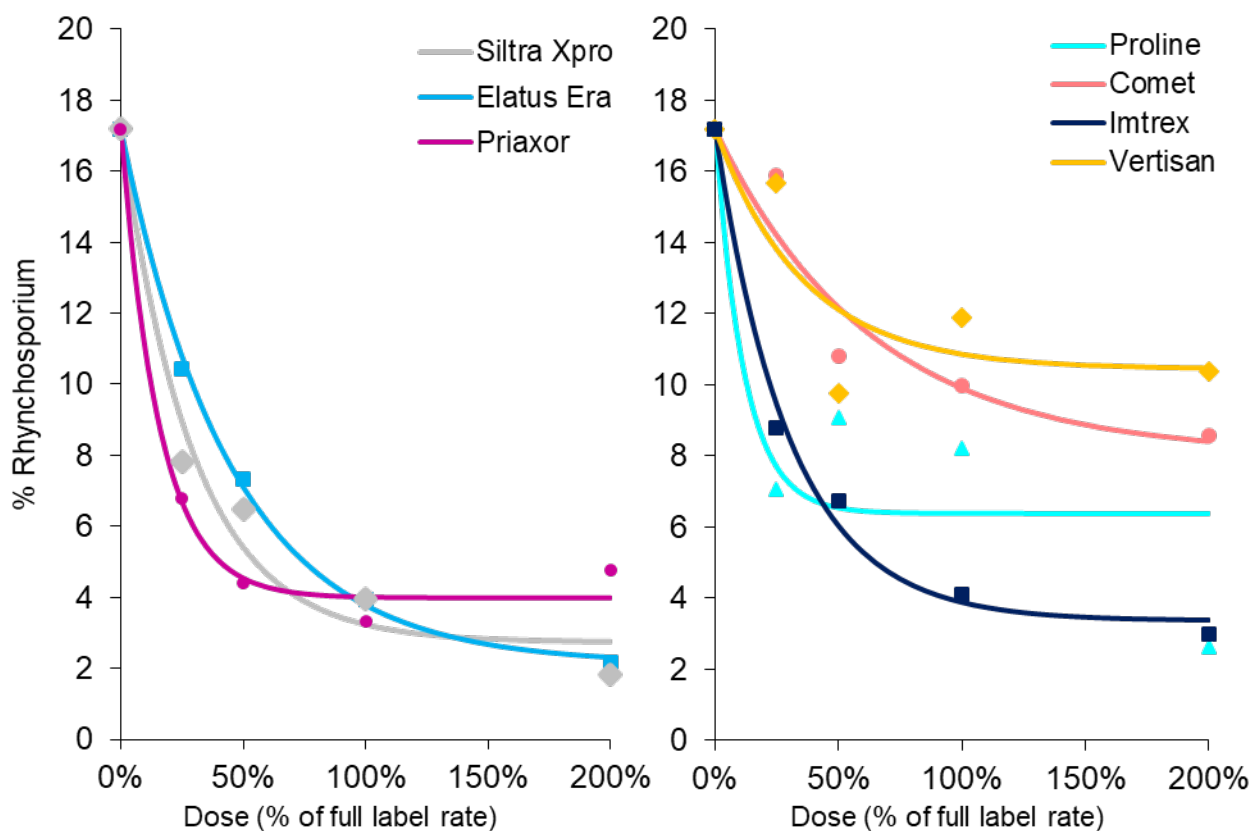 % Rhynchosporium
20
18
16
14
12
10
8
6
4
2
0
Siltra Xpro
Elatus Era
Priaxor
0% 50% 100% 150% 200%
Dose (% of full label rate)
20
18
16
14
12
10
8
6
4
2
0
Proline
Comet
Imtrex
Vertisan
0% 50% 100% 150% 200%
Dose (% of full label rate)